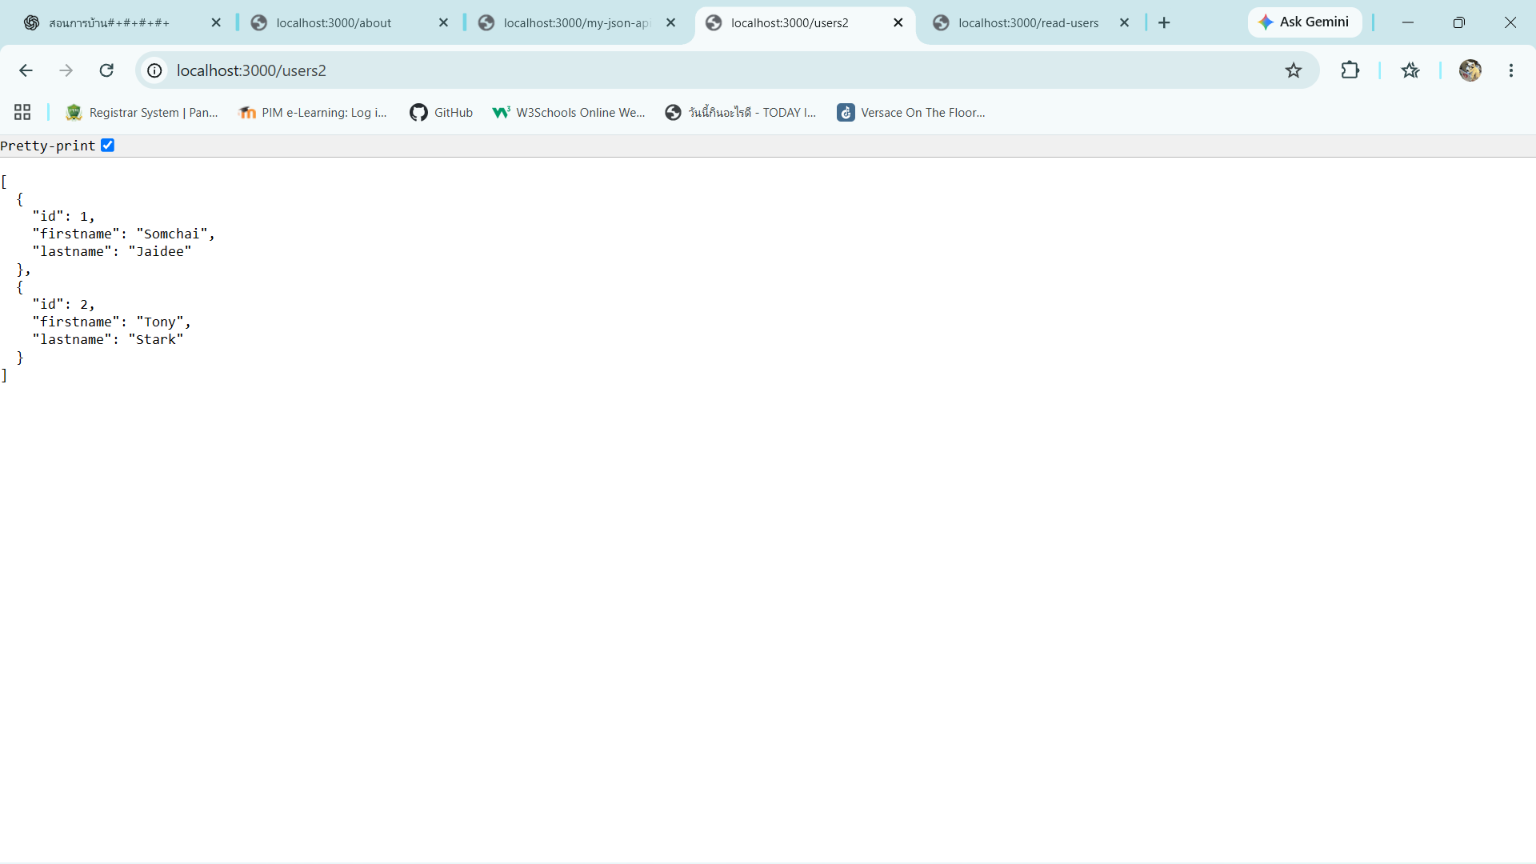 สอนการบ้าน#+#+#+#+
localhost:3000/about
localhost:3000/my-json-ap
localhost:3000/users2
localhost:3000/read-users
Ask Gemini
localhost:3000/users2
Registrar System | Pan...
PIM e-Learning: Log i...
GitHub
W3Schools Online We...
วันนี้กินอะไรดี - TODAY I...
Versace On The Floor...
Pretty-print
[
  {
    "id": 1,
    "firstname": "Somchai",
    "lastname": "Jaidee"
  },
  {
    "id": 2,
    "firstname": "Tony",
    "lastname": "Stark"
  }
]